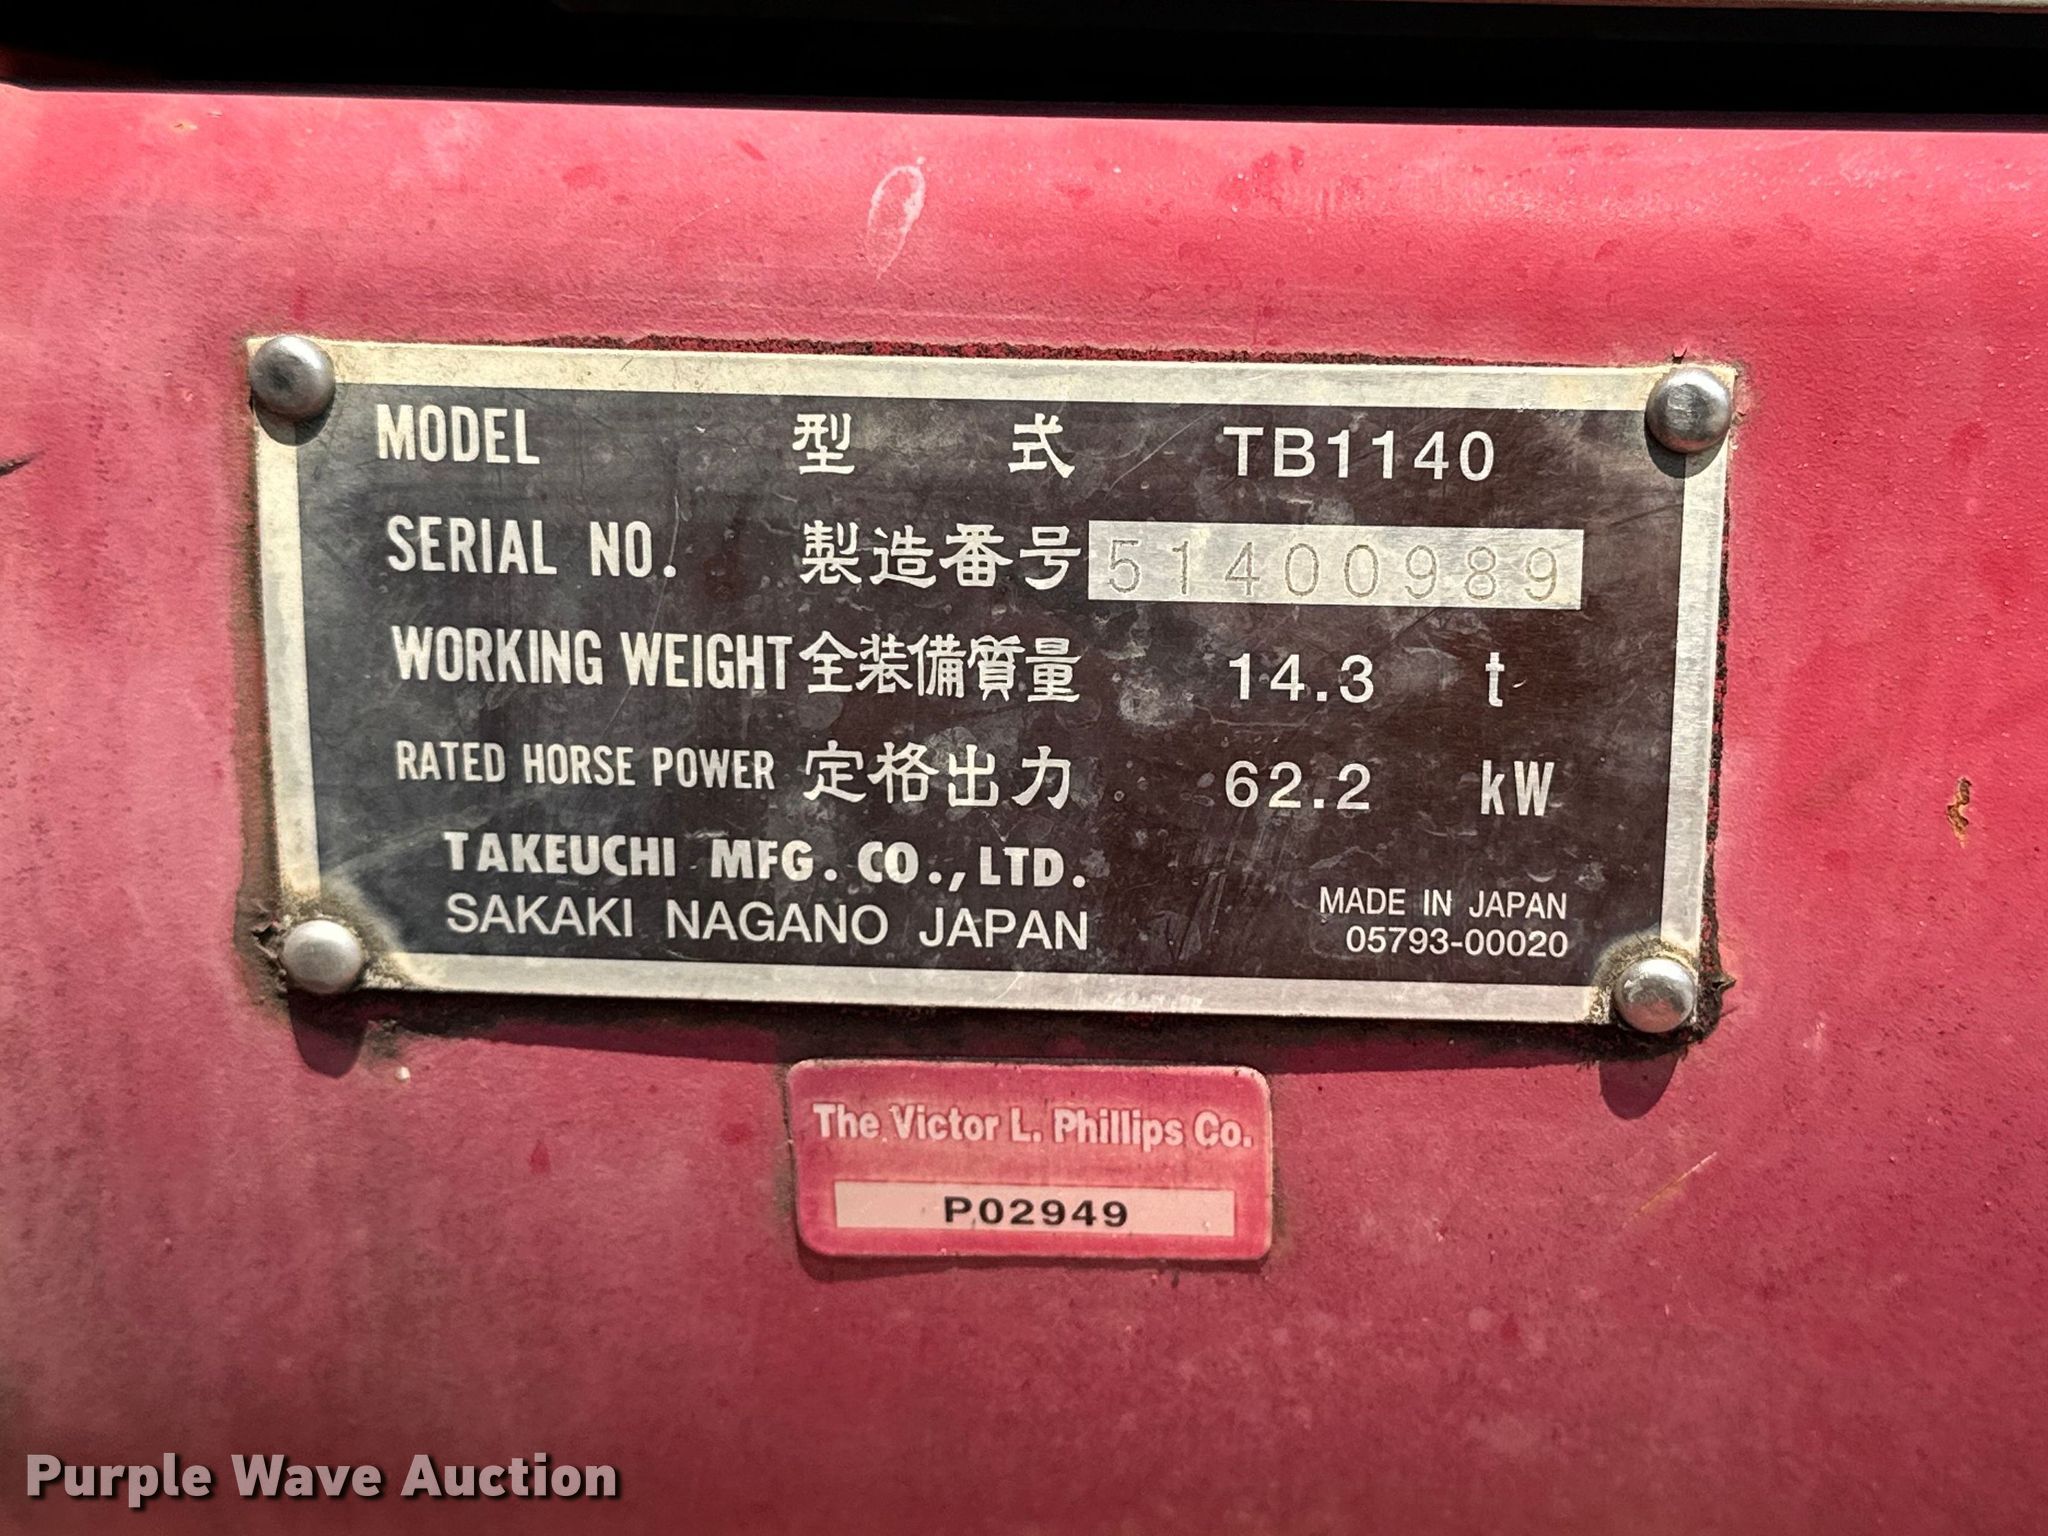 MODEL 型 式 TB1140
SERIAL NO. 製造番号 51400989
WORKING WEIGHT 全装備質量 14.3 t
RATED HORSE POWER 定格出力 62.2 kW
TAKEUCHI MFG. CO., LTD.
SAKAKI NAGANO JAPAN
MADE IN JAPAN
05793-00020
The Victor L. Phillips Co.
P02949
Purple Wave Auction